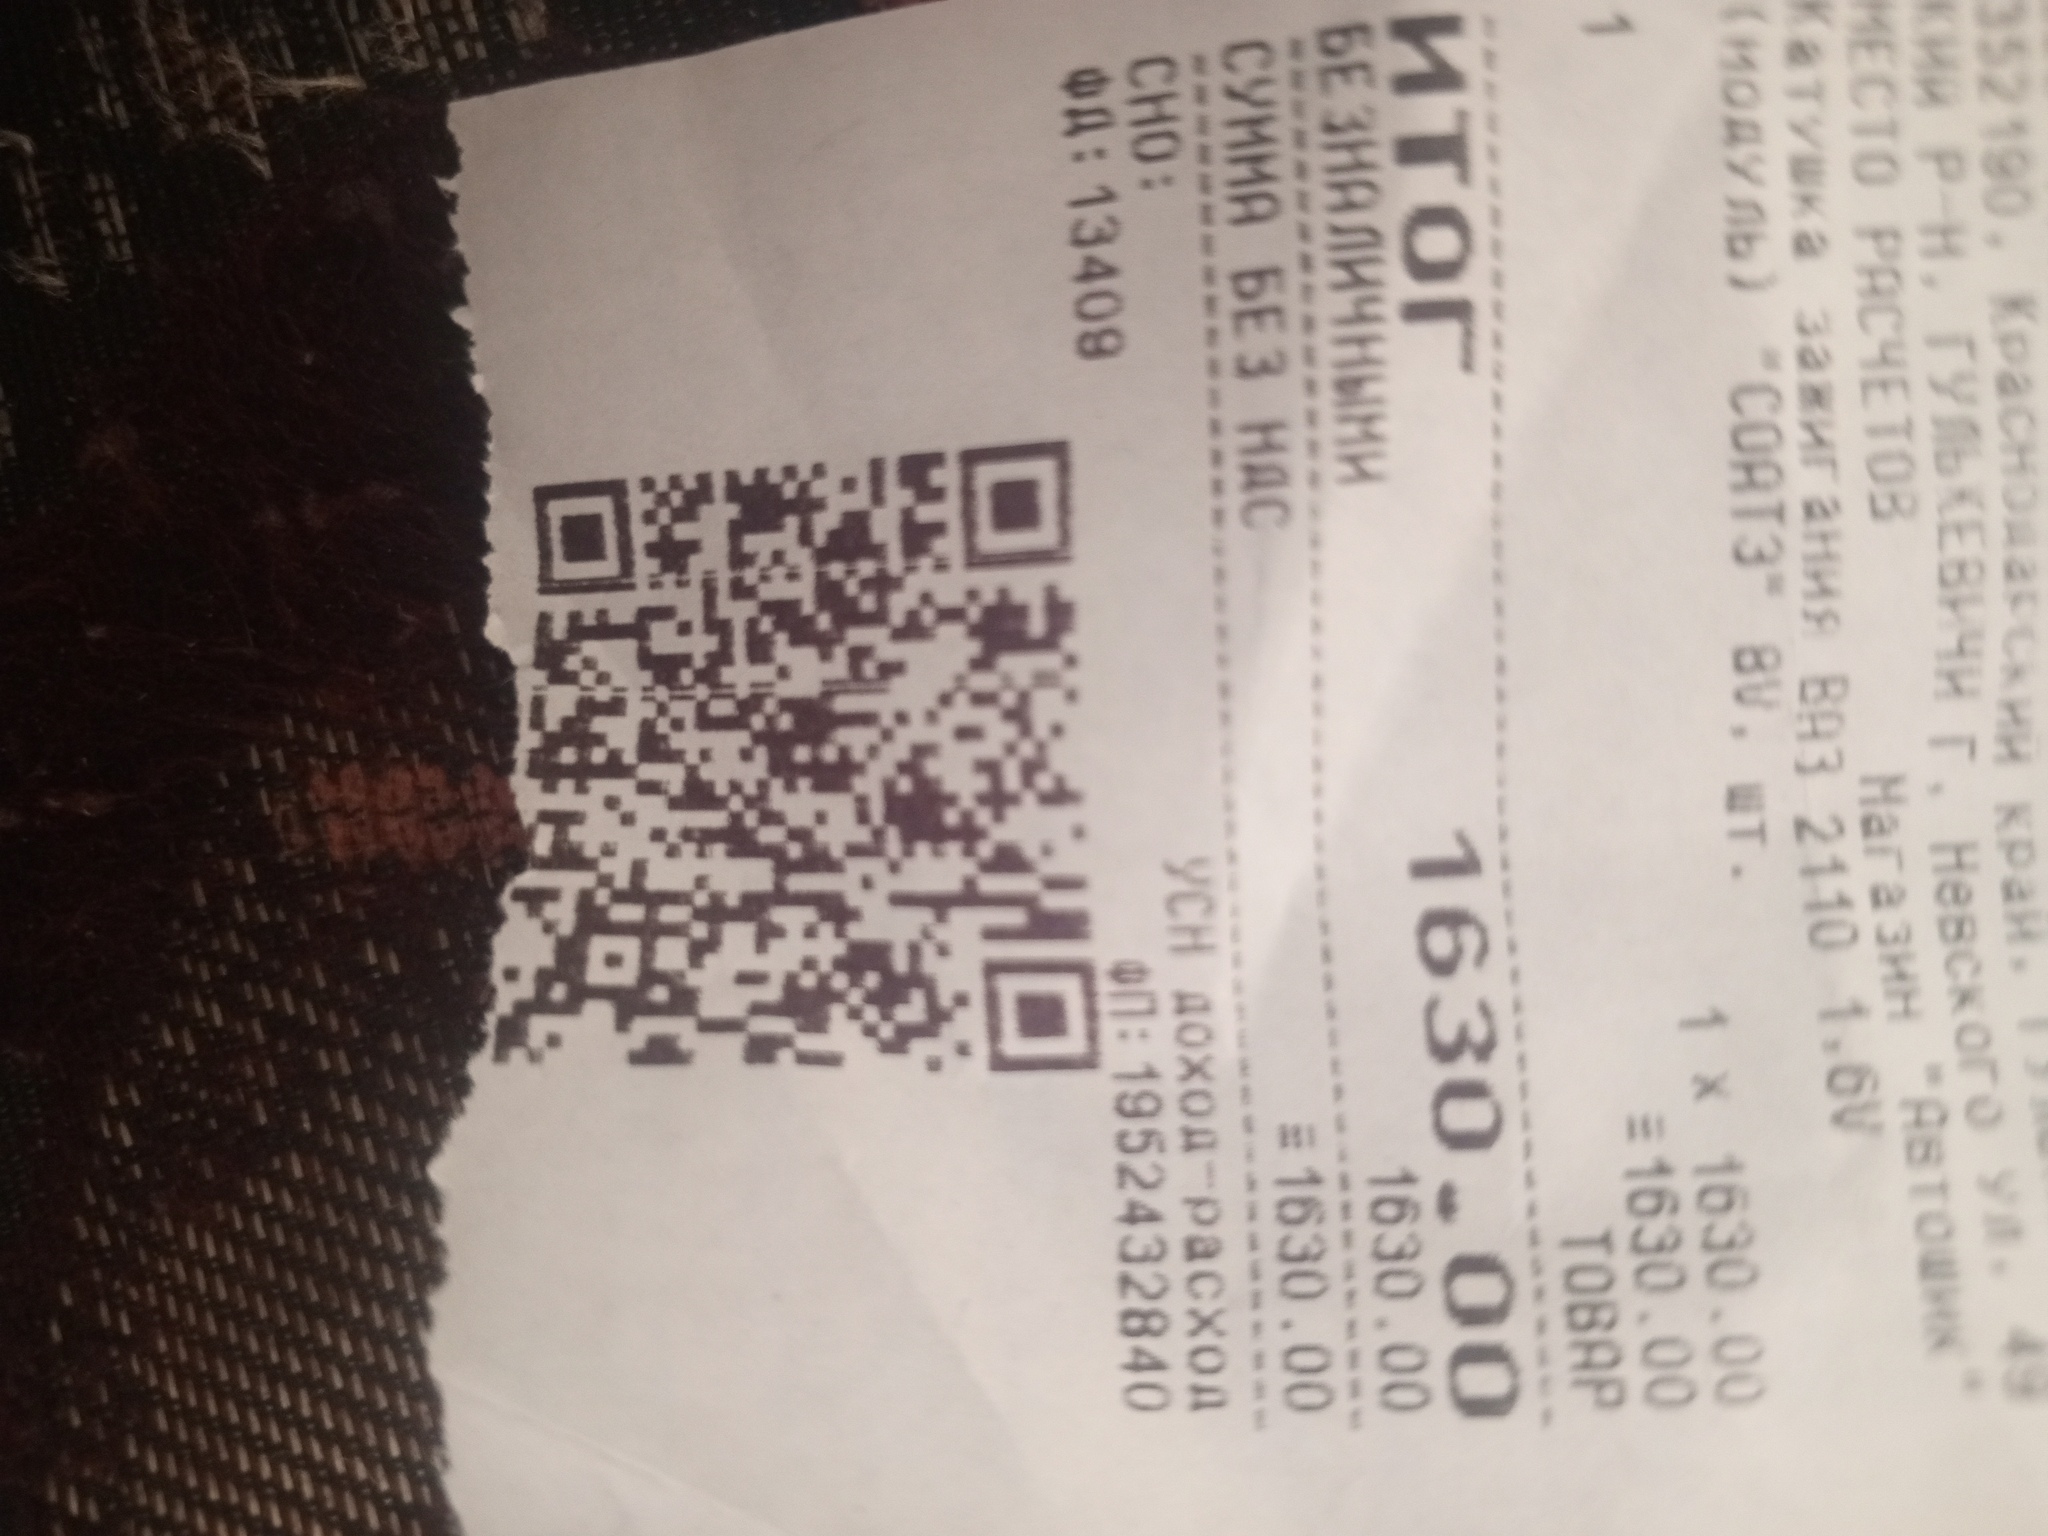 352190, Краснодарский край,
кий р-н, Гулькевичи г, Невского ул. 49
МЕСТО РАСЧЕТОВ Магазин "Автошик"
Катушка зажигания ВАЗ 2110 1.6V
(модуль) "СОАТЭ" 8V, шт.
1 x 1630.00
1 ≡1630.00
ТОВАР
ИТОГ 1630.00
БЕЗНАЛИЧНЫМИ 1630.00
СУММА БЕЗ НДС ≡1630.00
СНО: УСН доход-расход
ФД: 13408 ФП: 1952432840